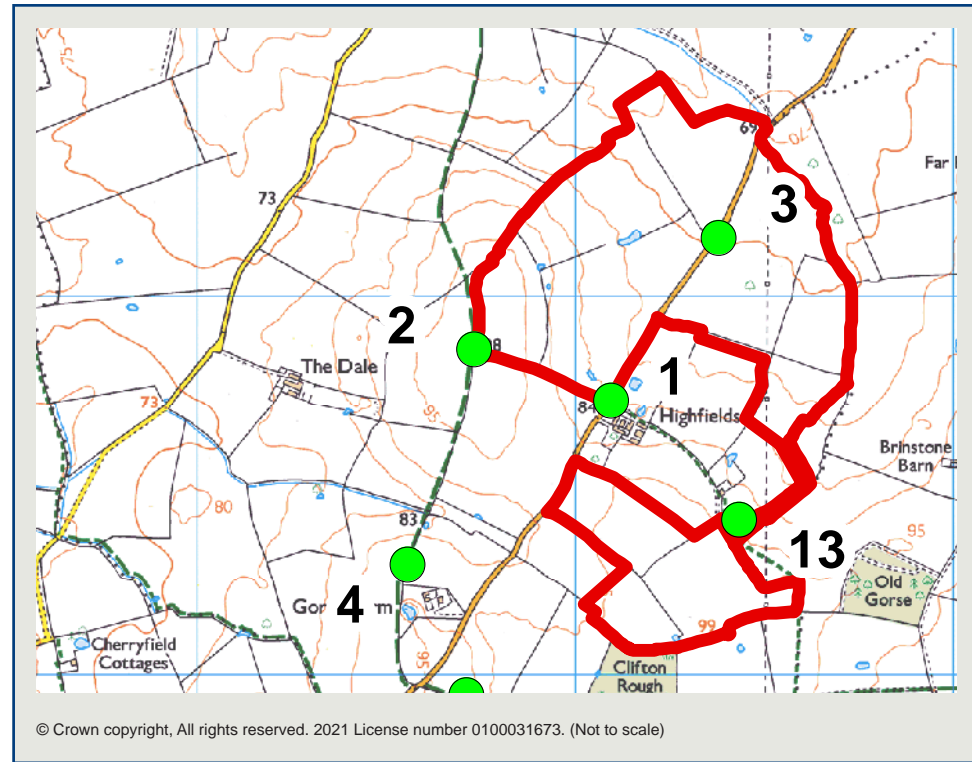 75
69
70
Far
73
3
2
8
The Dale
1
84
Highfields
73
95
Brinstone
Barn
80
83
95
13
Old
Gorse
4
Gor
m
Cherryfield
Cottages
99
95
Clifton
Rough
© Crown copyright, All rights reserved. 2021 License number 0100031673. (Not to scale)